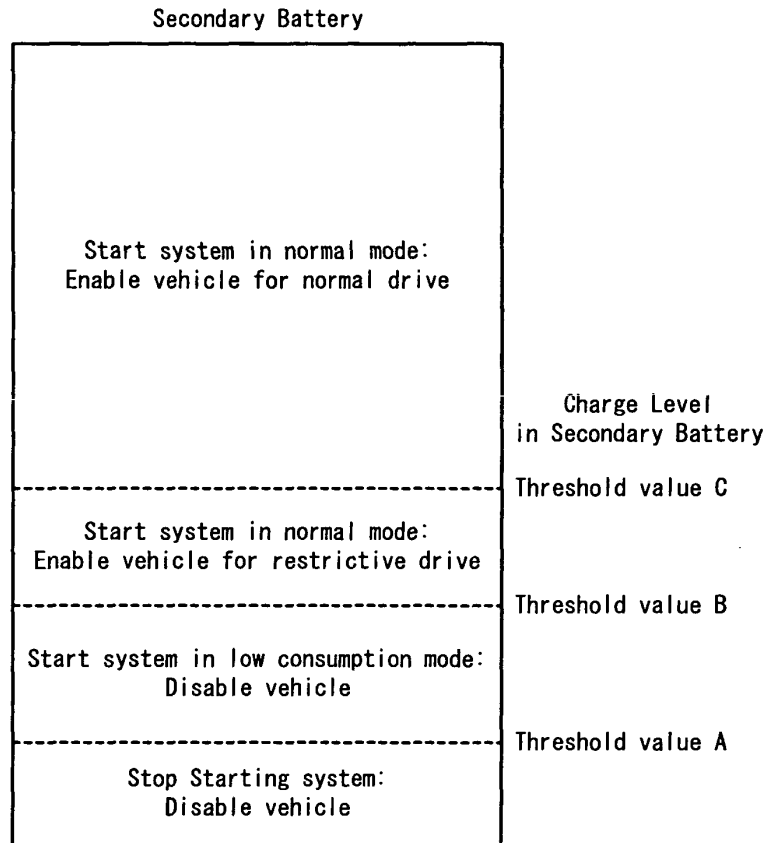 Secondary Battery
Start system in normal mode:
Enable vehicle for normal drive
Charge Level
in Secondary Battery
Threshold value C
Start system in normal mode:
Enable vehicle for restrictive drive
Threshold value B
Start system in low consumption mode:
Disable vehicle
Threshold value A
Stop Starting system:
Disable vehicle